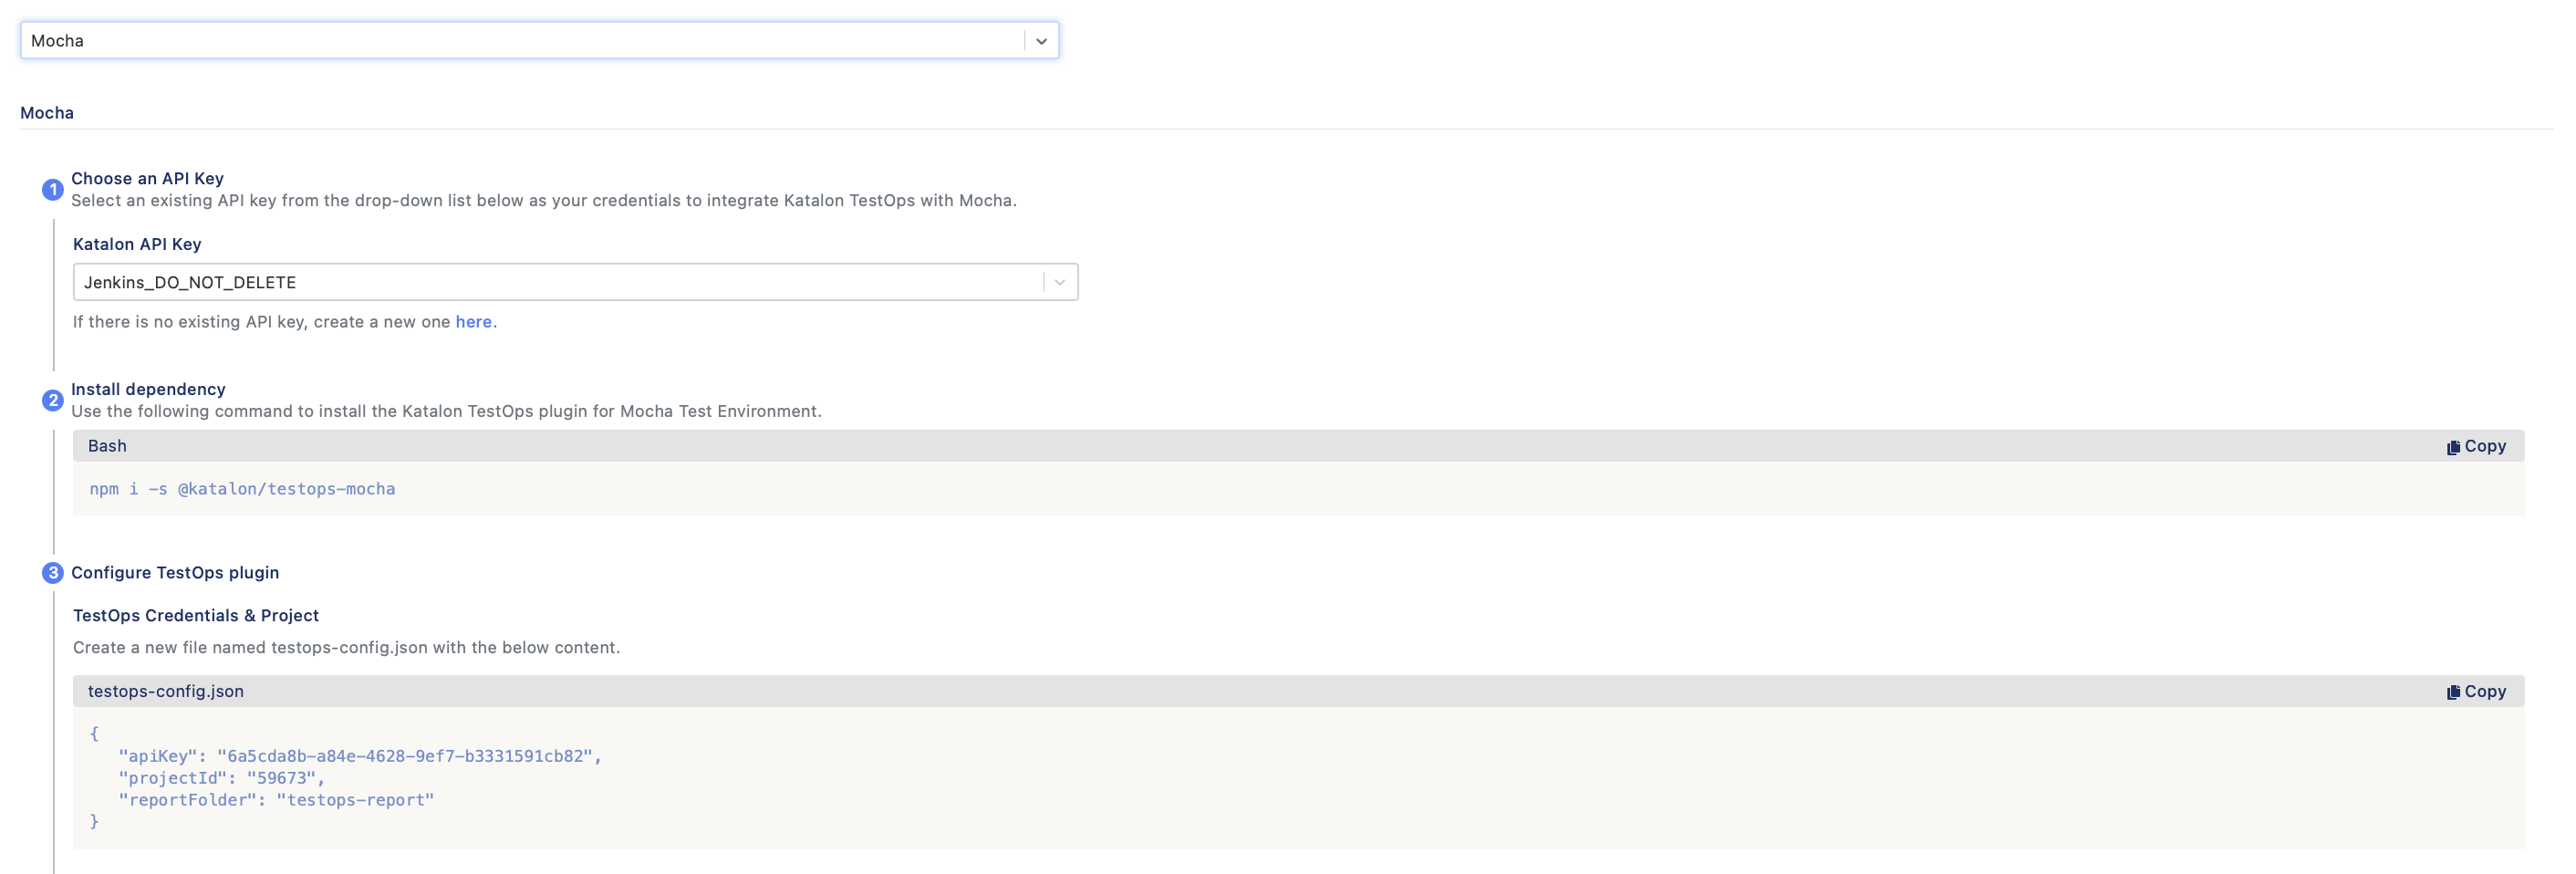 Mocha
Mocha
1 Choose an API Key
Select an existing API key from the drop-down list below as your credentials to integrate Katalon TestOps with Mocha.
Katalon API Key
Jenkins_DO_NOT_DELETE
If there is no existing API key, create a new one here.
2 Install dependency
Use the following command to install the Katalon TestOps plugin for Mocha Test Environment.
Bash Copy
npm i -s @katalon/testops-mocha
3 Configure TestOps plugin
TestOps Credentials & Project
Create a new file named testops-config.json with the below content.
testops-config.json Copy
{
"apiKey": "6a5cda8b-a84e-4628-9ef7-b3331591cb82",
"projectId": "59673",
"reportFolder": "testops-report"
}